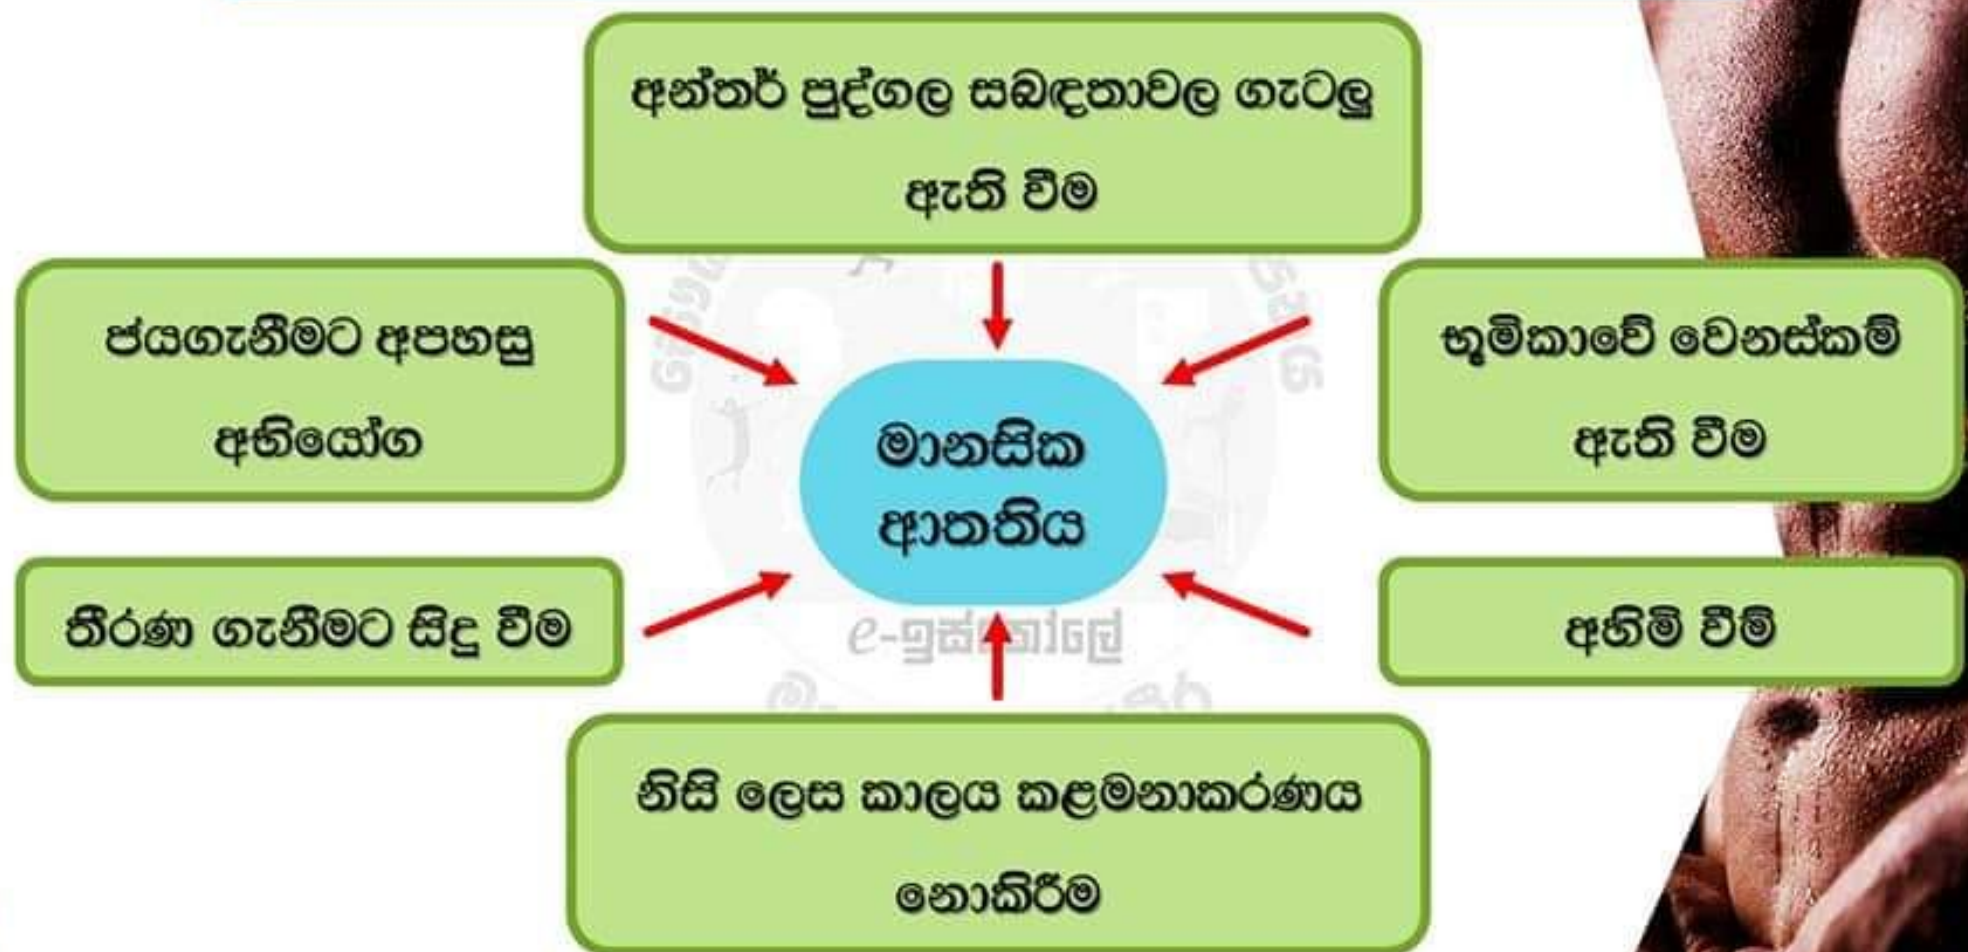 අන්තර් පුද්ගල සබඳතාවල ගැටලු
ඇති වීම
ජ්යගැනීමට අපහසු
අභියෝග
භූමිකාවේ වෙනස්කම්
ඇති වීම
මානසික
ආතතිය
තීරණ ගැනීමට සිදු වීම
අහිමි වීම්
e-ඉස්කෝලේ
නිසි ලෙස කාලය කළමනාකරණය
නොකිරීම